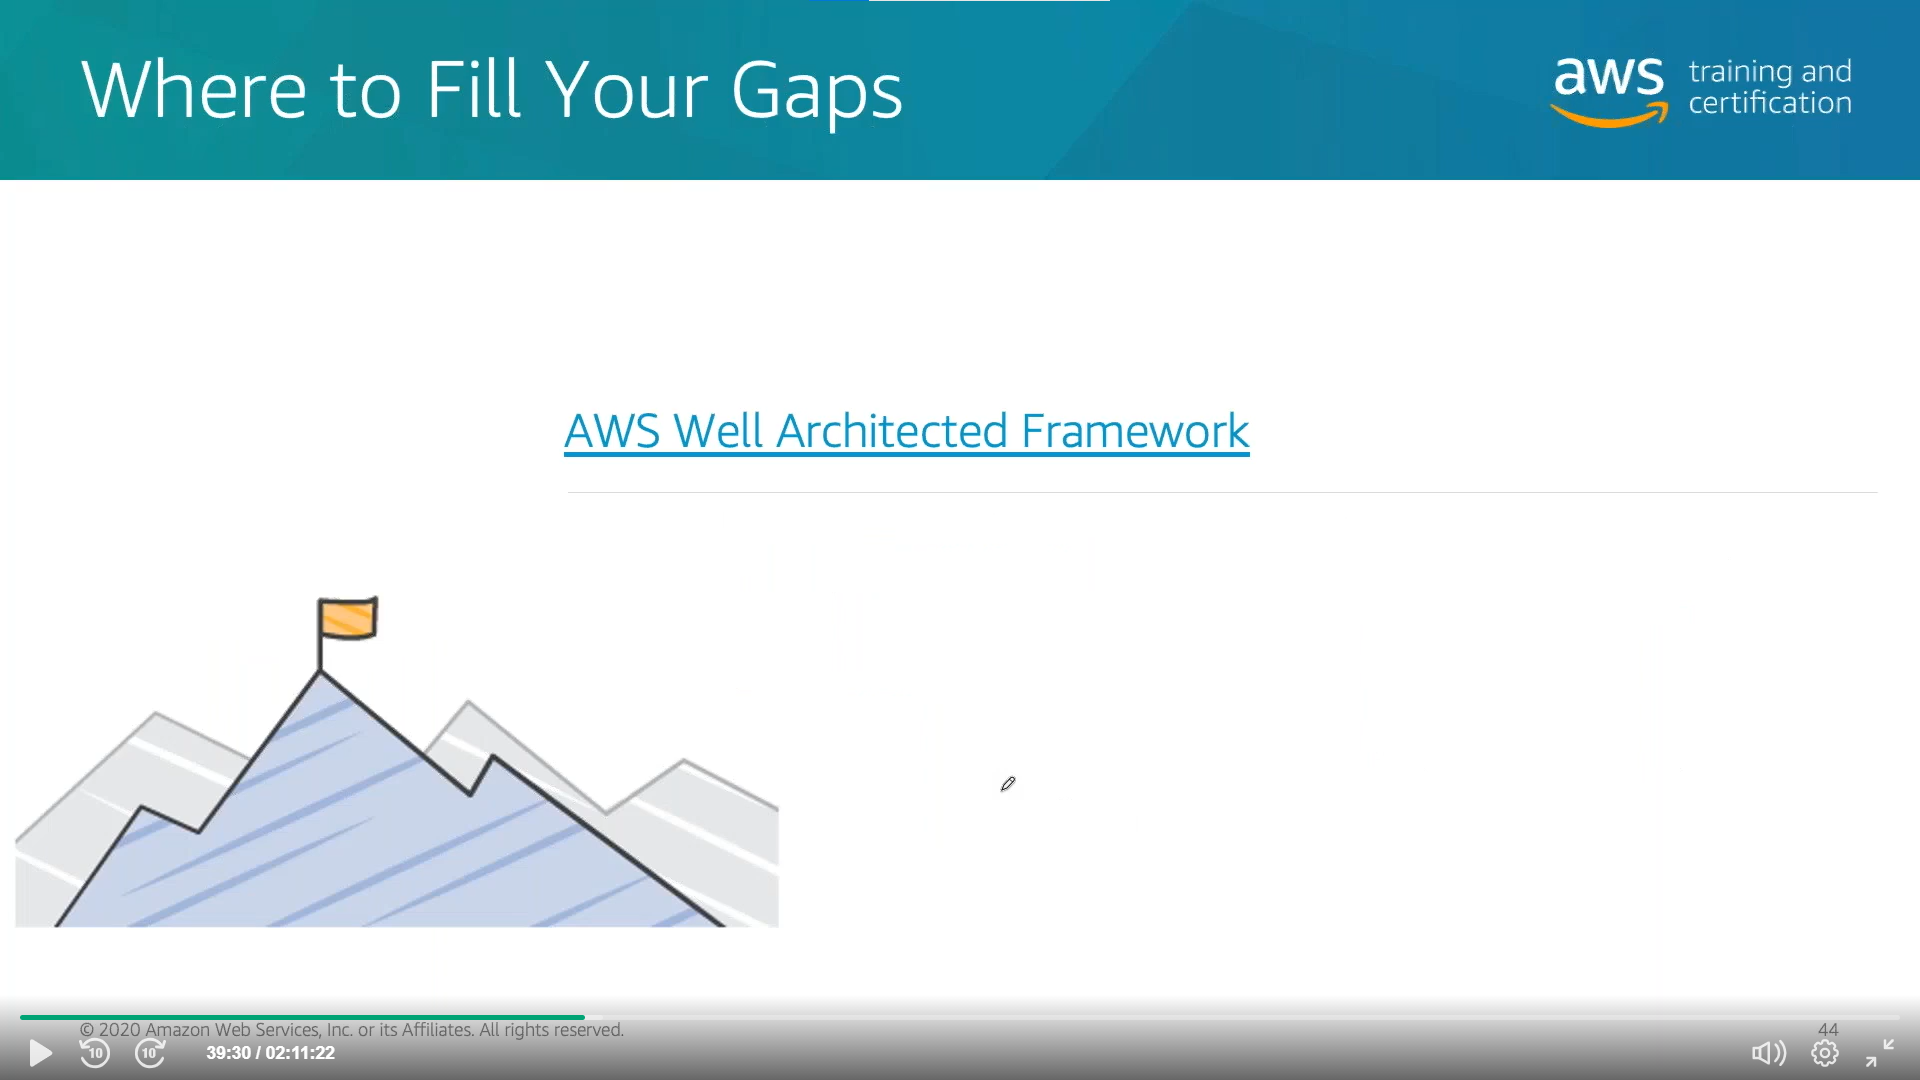 Where to Fill Your Gaps
aws training and
certification
AWS Well Architected Framework
© 2020 Amazon Web Services, Inc. or its Affiliates. All rights reserved.
44
10
10
39:30 / 02:11:22